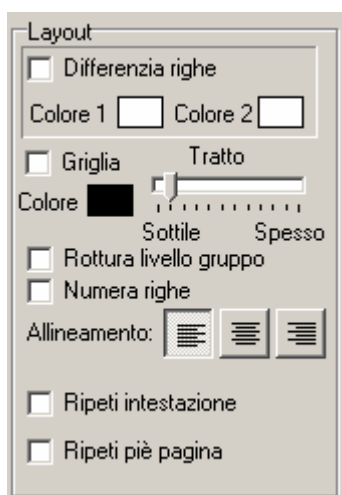 Layout
Differenzia righe
Colore 1 Colore 2
Griglia Tratto
Colore
Sottile Spesso
Rottura livello gruppo
Numera righe
Allineamento:
Ripeti intestazione
Ripeti piè pagina